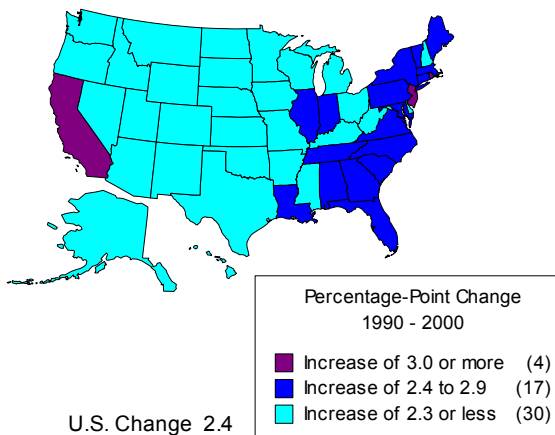 Percentage-Point Change
1990 - 2000
Increase of 3.0 or more (4)
Increase of 2.4 to 2.9 (17)
Increase of 2.3 or less (30)
U.S. Change 2.4